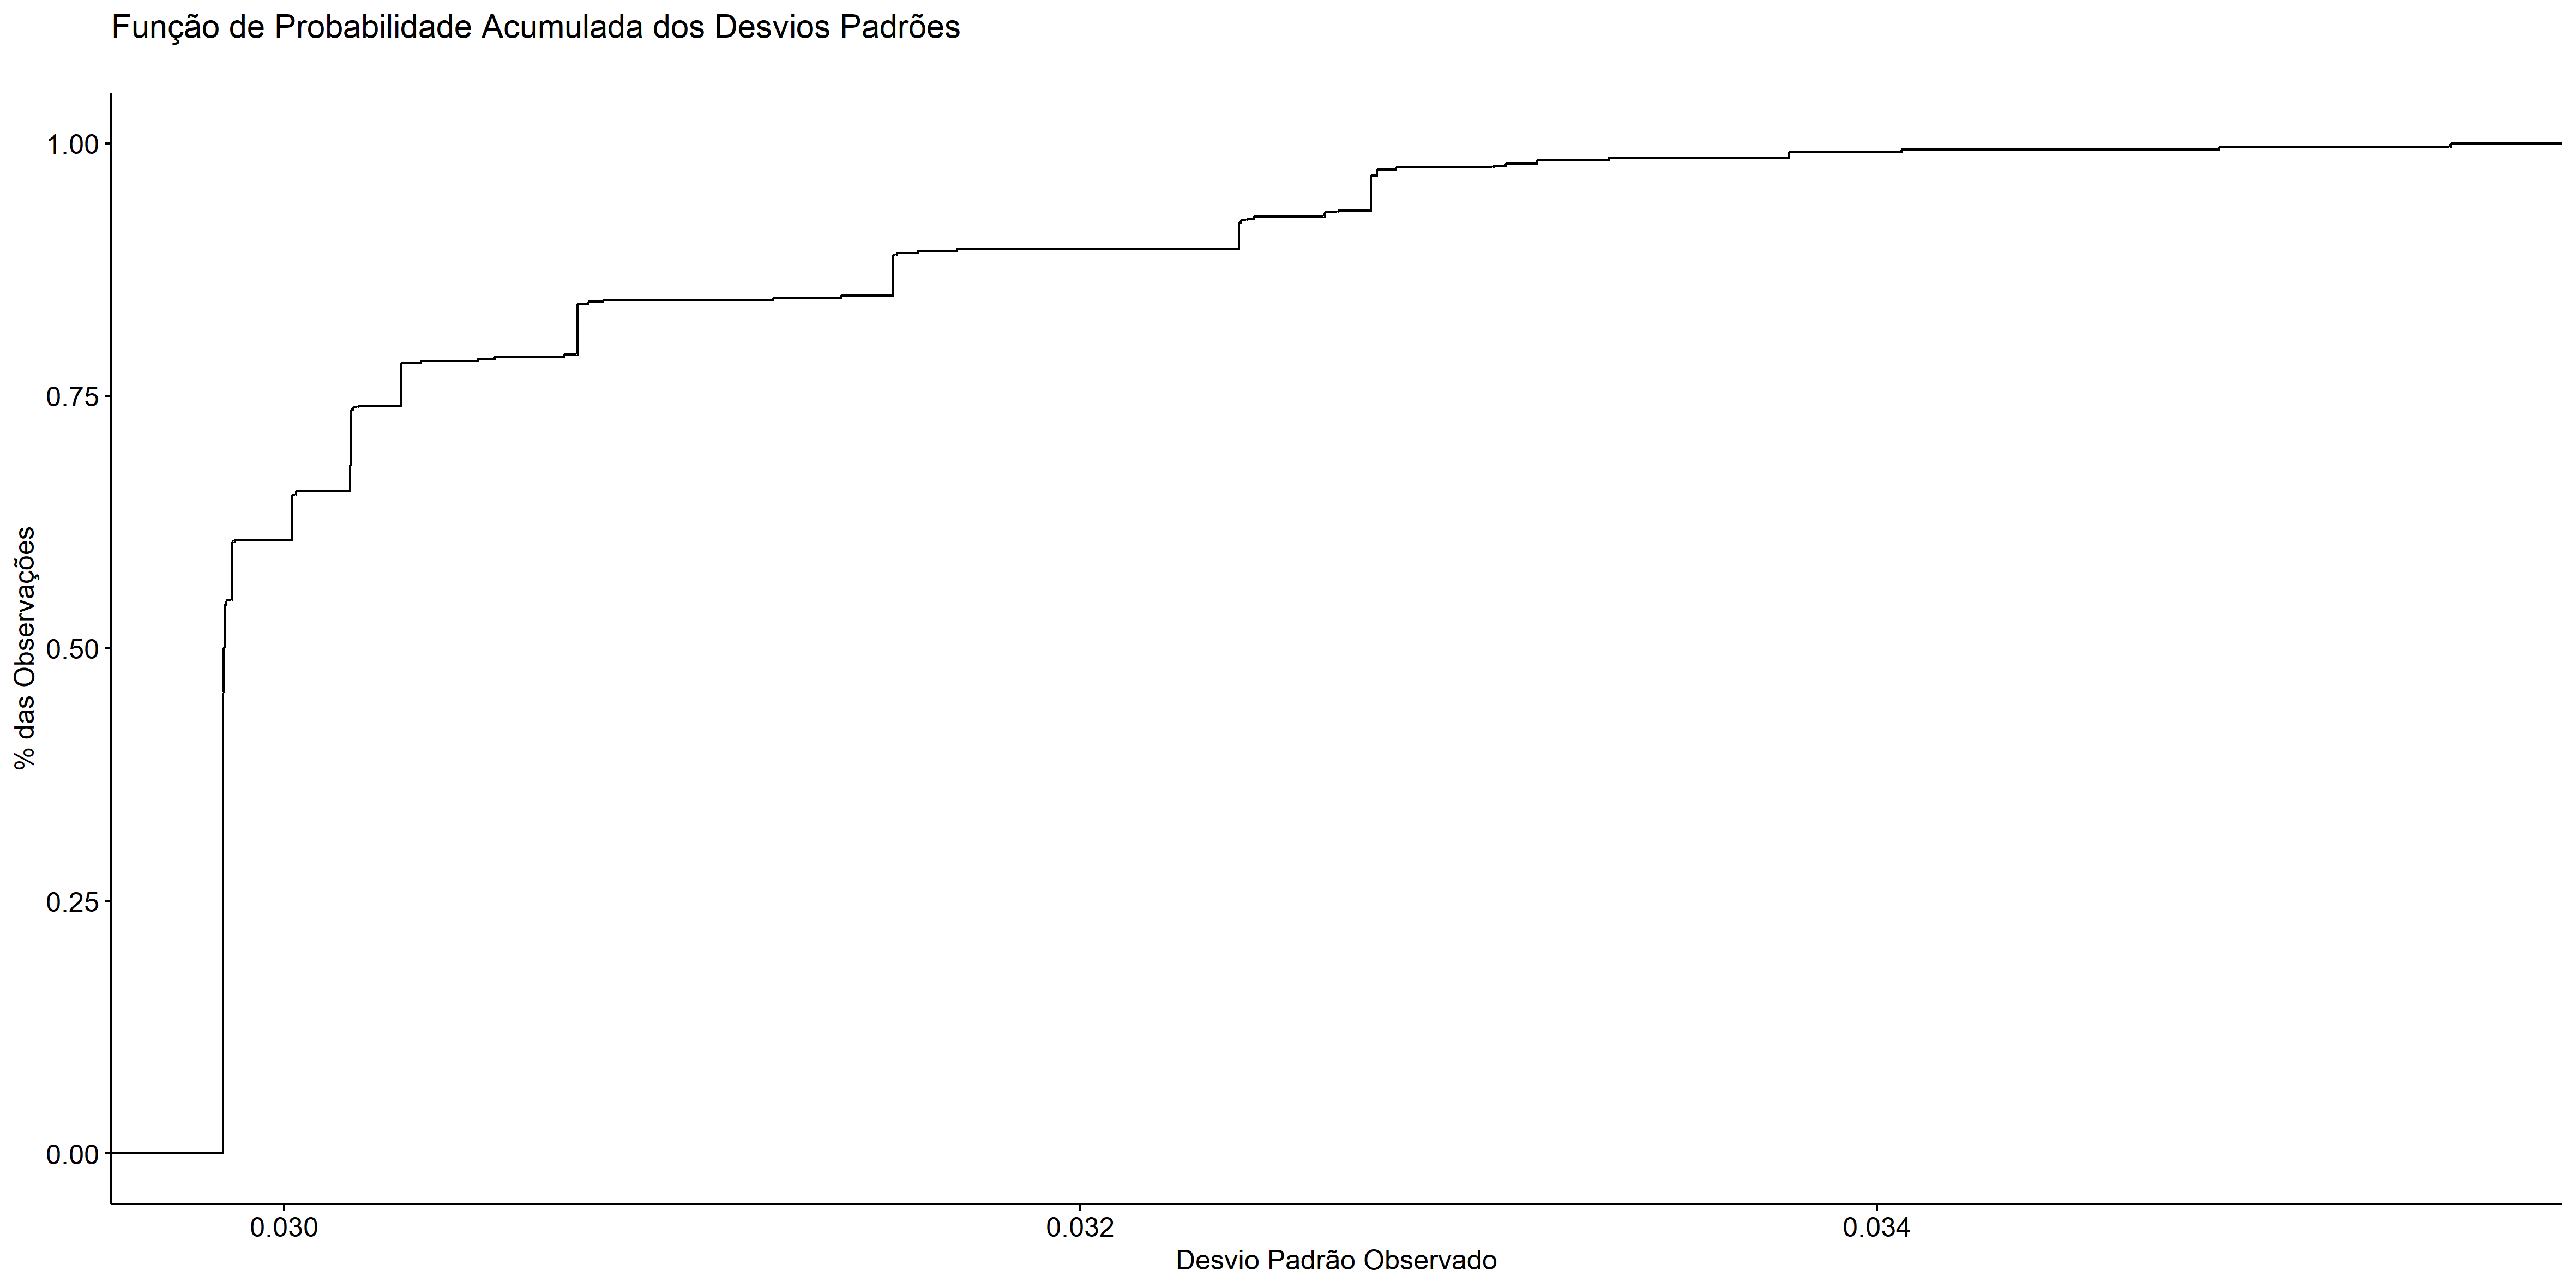 Função de Probabilidade Acumulada dos Desvios Padrões
1.00
0.75
0.50
0.25
0.00
% das Observações
0.030
0.032
0.034
Desvio Padrão Observado